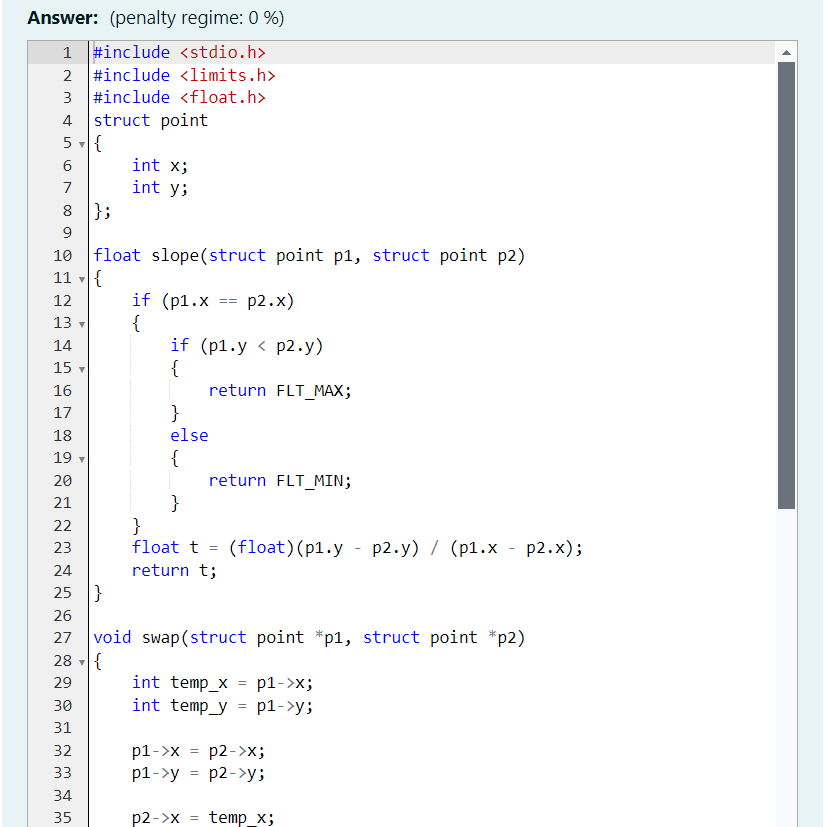 Answer: (penalty regime: 0 %)
1 #include <stdio.h>
2 #include <limits.h>
3 #include <float.h>
4 struct point
5 {
6     int x;
7     int y;
8 };
9
10 float slope(struct point p1, struct point p2)
11 {
12     if (p1.x == p2.x)
13     {
14         if (p1.y < p2.y)
15         {
16             return FLT_MAX;
17         }
18         else
19         {
20             return FLT_MIN;
21         }
22     }
23     float t = (float)(p1.y - p2.y) / (p1.x - p2.x);
24     return t;
25 }
26
27 void swap(struct point *p1, struct point *p2)
28 {
29     int temp_x = p1->x;
30     int temp_y = p1->y;
31
32     p1->x = p2->x;
33     p1->y = p2->y;
34
35     p2->x = temp_x;